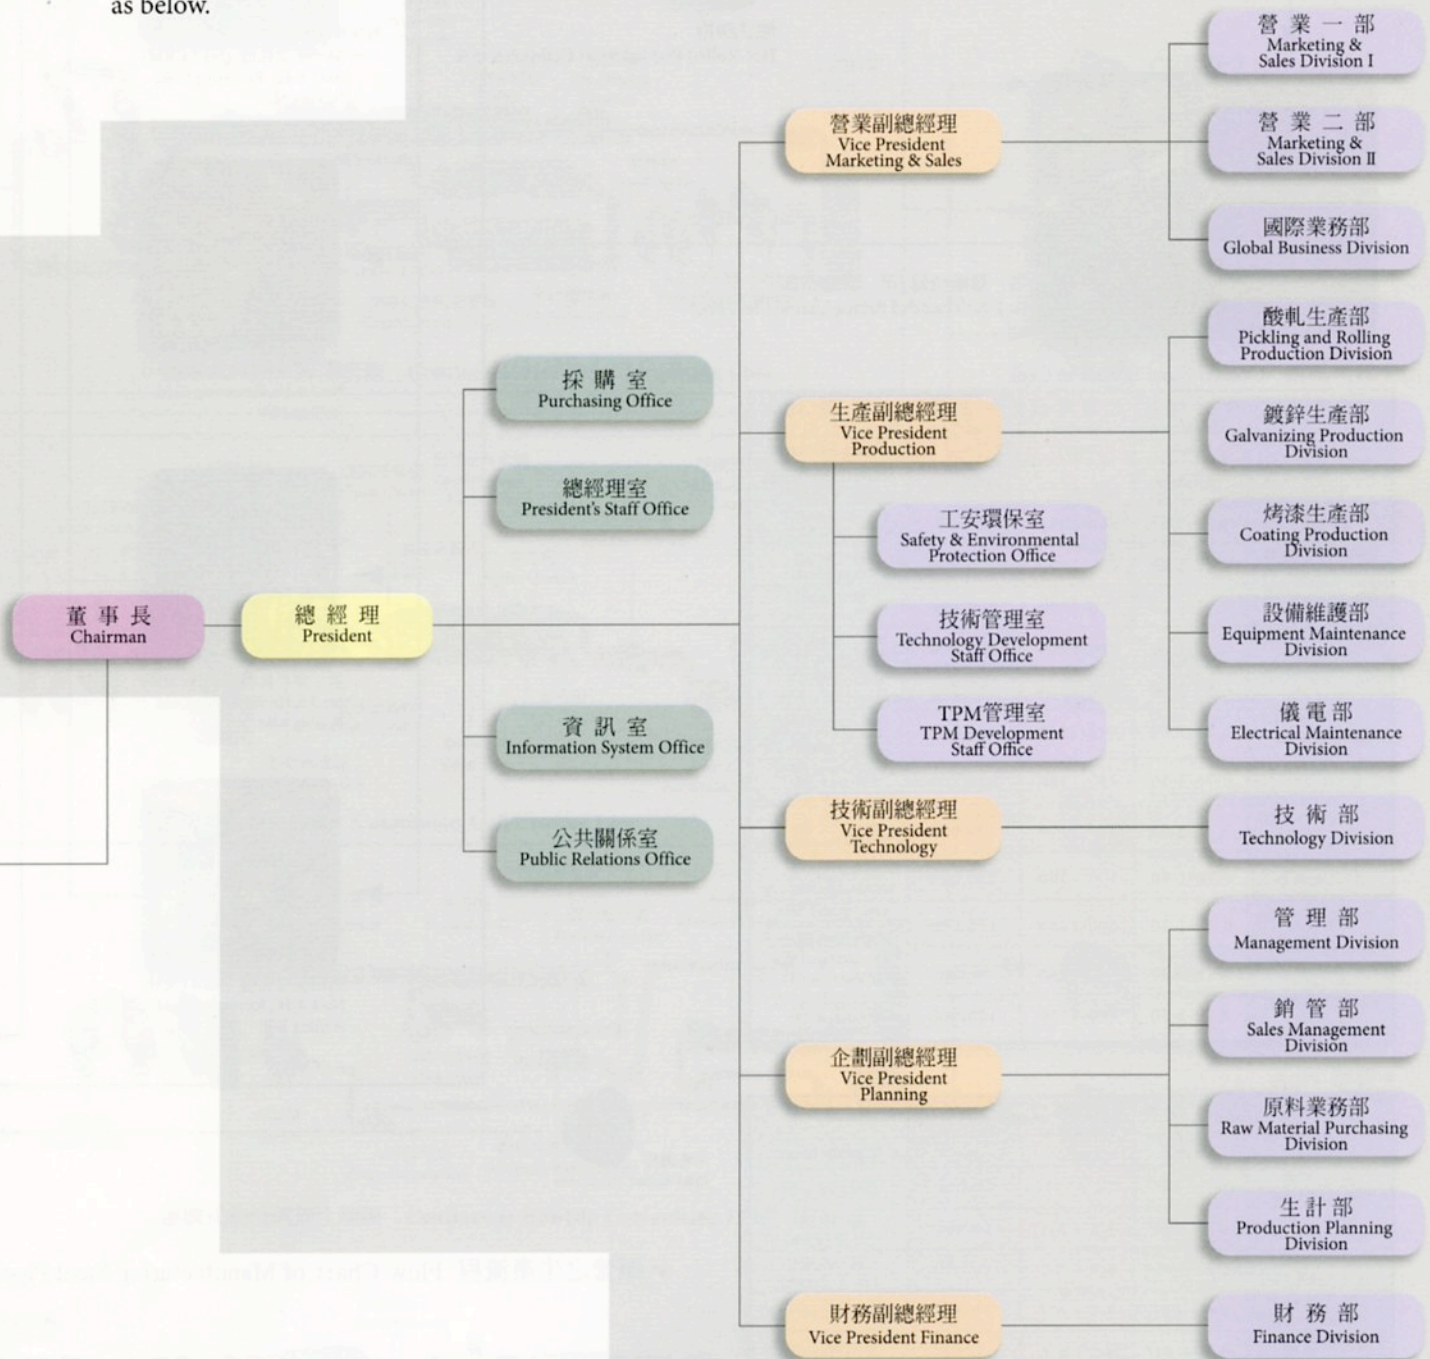 as below.
董 事 長
Chairman
總 經 理
President
採 購 室
Purchasing Office
總經理室
President's Staff Office
資 訊 室
Information System Office
公共關係室
Public Relations Office
營業副總經理
Vice President
Marketing & Sales
營 業 一 部
Marketing &
Sales Division I
營 業 二 部
Marketing &
Sales Division II
國際業務部
Global Business Division
生產副總經理
Vice President
Production
工安環保室
Safety & Environmental
Protection Office
技術管理室
Technology Development
Staff Office
TPM管理室
TPM Development
Staff Office
酸軋生產部
Pickling and Rolling
Production Division
鍍鋅生產部
Galvanizing Production
Division
烤漆生產部
Coating Production
Division
設備維護部
Equipment Maintenance
Division
儀 電 部
Electrical Maintenance
Division
技術副總經理
Vice President
Technology
技 術 部
Technology Division
企劃副總經理
Vice President
Planning
管 理 部
Management Division
銷 管 部
Sales Management
Division
原料業務部
Raw Material Purchasing
Division
生 計 部
Production Planning
Division
財務副總經理
Vice President Finance
財 務 部
Finance Division